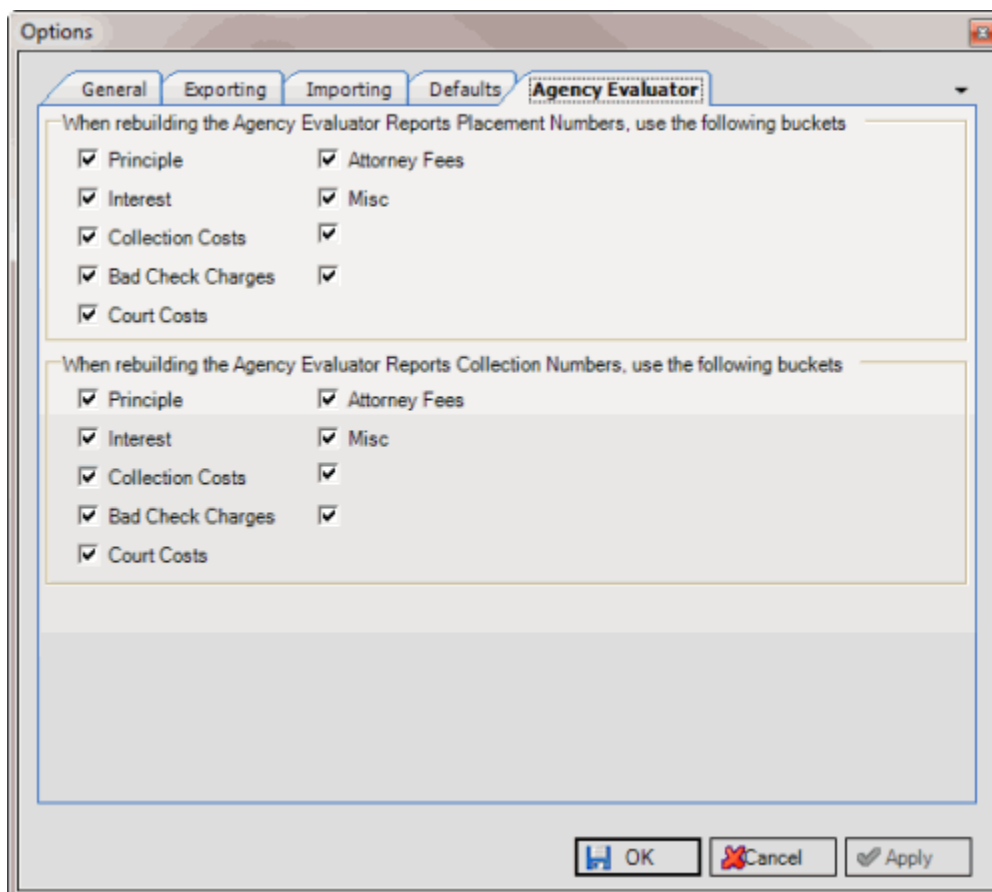 Options
General Exporting Importing Defaults Agency Evaluator
When rebuilding the Agency Evaluator Reports Placement Numbers, use the following buckets
Principle Attorney Fees
Interest Misc
Collection Costs
Bad Check Charges
Court Costs
When rebuilding the Agency Evaluator Reports Collection Numbers, use the following buckets
Principle Attorney Fees
Interest Misc
Collection Costs
Bad Check Charges
Court Costs
OK Cancel Apply